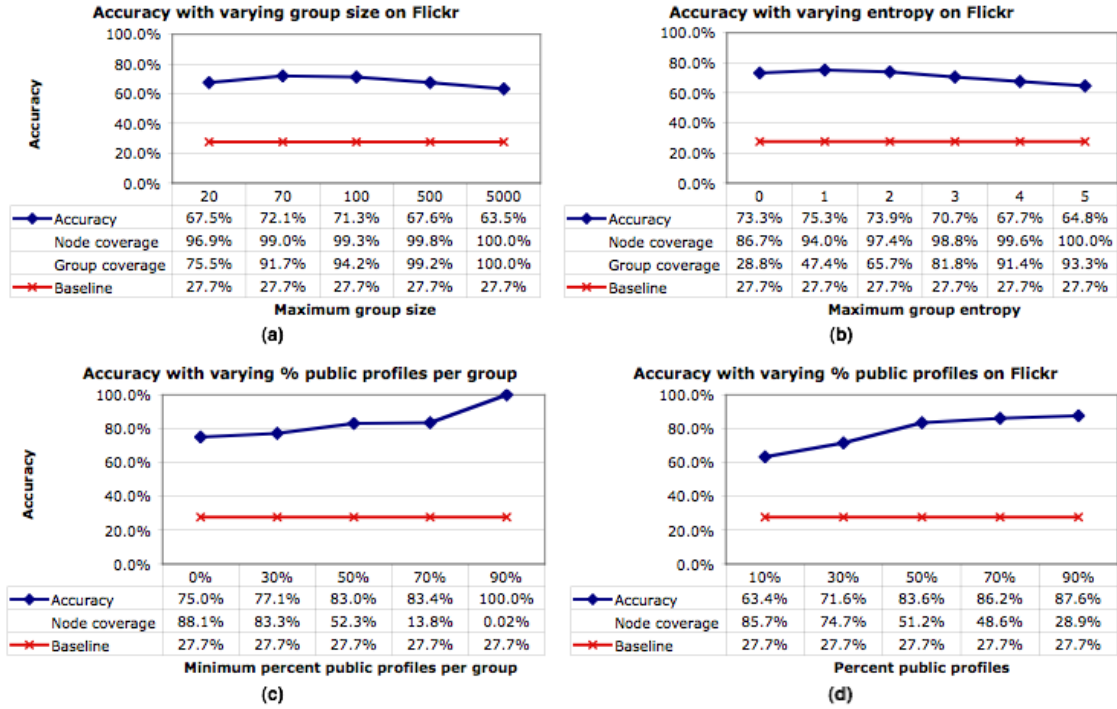 Accuracy with varying group size on Flickr
100.0%
80.0%
60.0%
40.0%
20.0%
0.0%
Accuracy
20 70 100 500 5000
Accuracy 67.5% 72.1% 71.3% 67.6% 63.5%
Node coverage 96.9% 99.0% 99.3% 99.8% 100.0%
Group coverage 75.5% 91.7% 94.2% 99.2% 100.0%
Baseline 27.7% 27.7% 27.7% 27.7% 27.7%
Maximum group size
(a)
Accuracy with varying entropy on Flickr
100.0%
80.0%
60.0%
40.0%
20.0%
0.0%
0 1 2 3 4 5
Accuracy 73.3% 75.3% 73.9% 70.7% 67.7% 64.8%
Node coverage 86.7% 94.0% 97.4% 98.8% 99.6% 100.0%
Group coverage 28.8% 47.4% 65.7% 81.8% 91.4% 93.3%
Baseline 27.7% 27.7% 27.7% 27.7% 27.7% 27.7%
Maximum group entropy
(b)
Accuracy with varying % public profiles per group
100.0%
80.0%
60.0%
40.0%
20.0%
0.0%
Accuracy
0% 30% 50% 70% 90%
Accuracy 75.0% 77.1% 83.0% 83.4% 100.0%
Node coverage 88.1% 83.3% 52.3% 13.8% 0.02%
Baseline 27.7% 27.7% 27.7% 27.7% 27.7%
Minimum percent public profiles per group
(c)
Accuracy with varying % public profiles on Flickr
100.0%
80.0%
60.0%
40.0%
20.0%
0.0%
10% 30% 50% 70% 90%
Accuracy 63.4% 71.6% 83.6% 86.2% 87.6%
Node coverage 85.7% 74.7% 51.2% 48.6% 28.9%
Baseline 27.7% 27.7% 27.7% 27.7% 27.7%
Percent public profiles
(d)